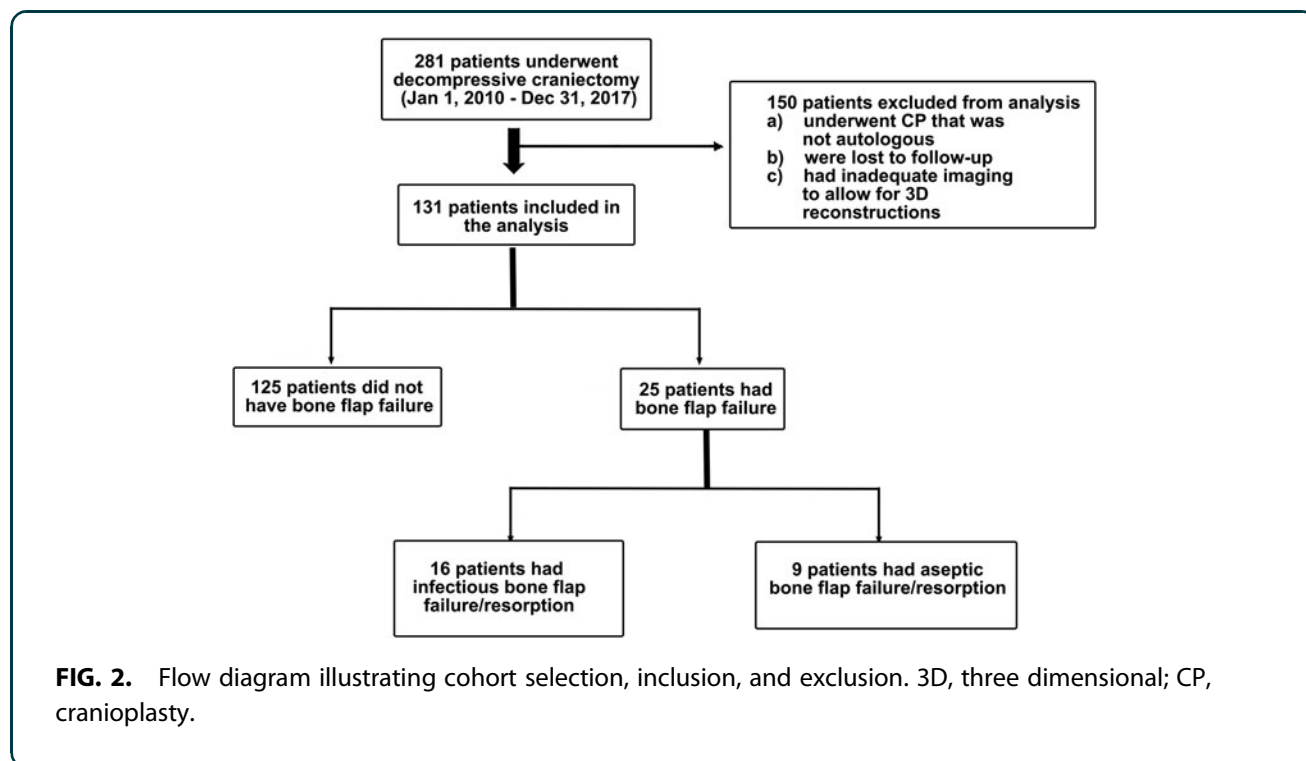 281 patients underwent
decompressive craniectomy
(Jan 1, 2010 - Dec 31, 2017)
150 patients excluded from analysis
a) underwent CP that was
not autologous
b) were lost to follow-up
c) had inadequate imaging
to allow for 3D
reconstructions
131 patients included in
the analysis
125 patients did not
have bone flap failure
25 patients had
bone flap failure
16 patients had
infectious bone flap
failure/resorption
9 patients had aseptic
bone flap failure/resorption
FIG. 2. Flow diagram illustrating cohort selection, inclusion, and exclusion. 3D, three dimensional; CP,
cranioplasty.